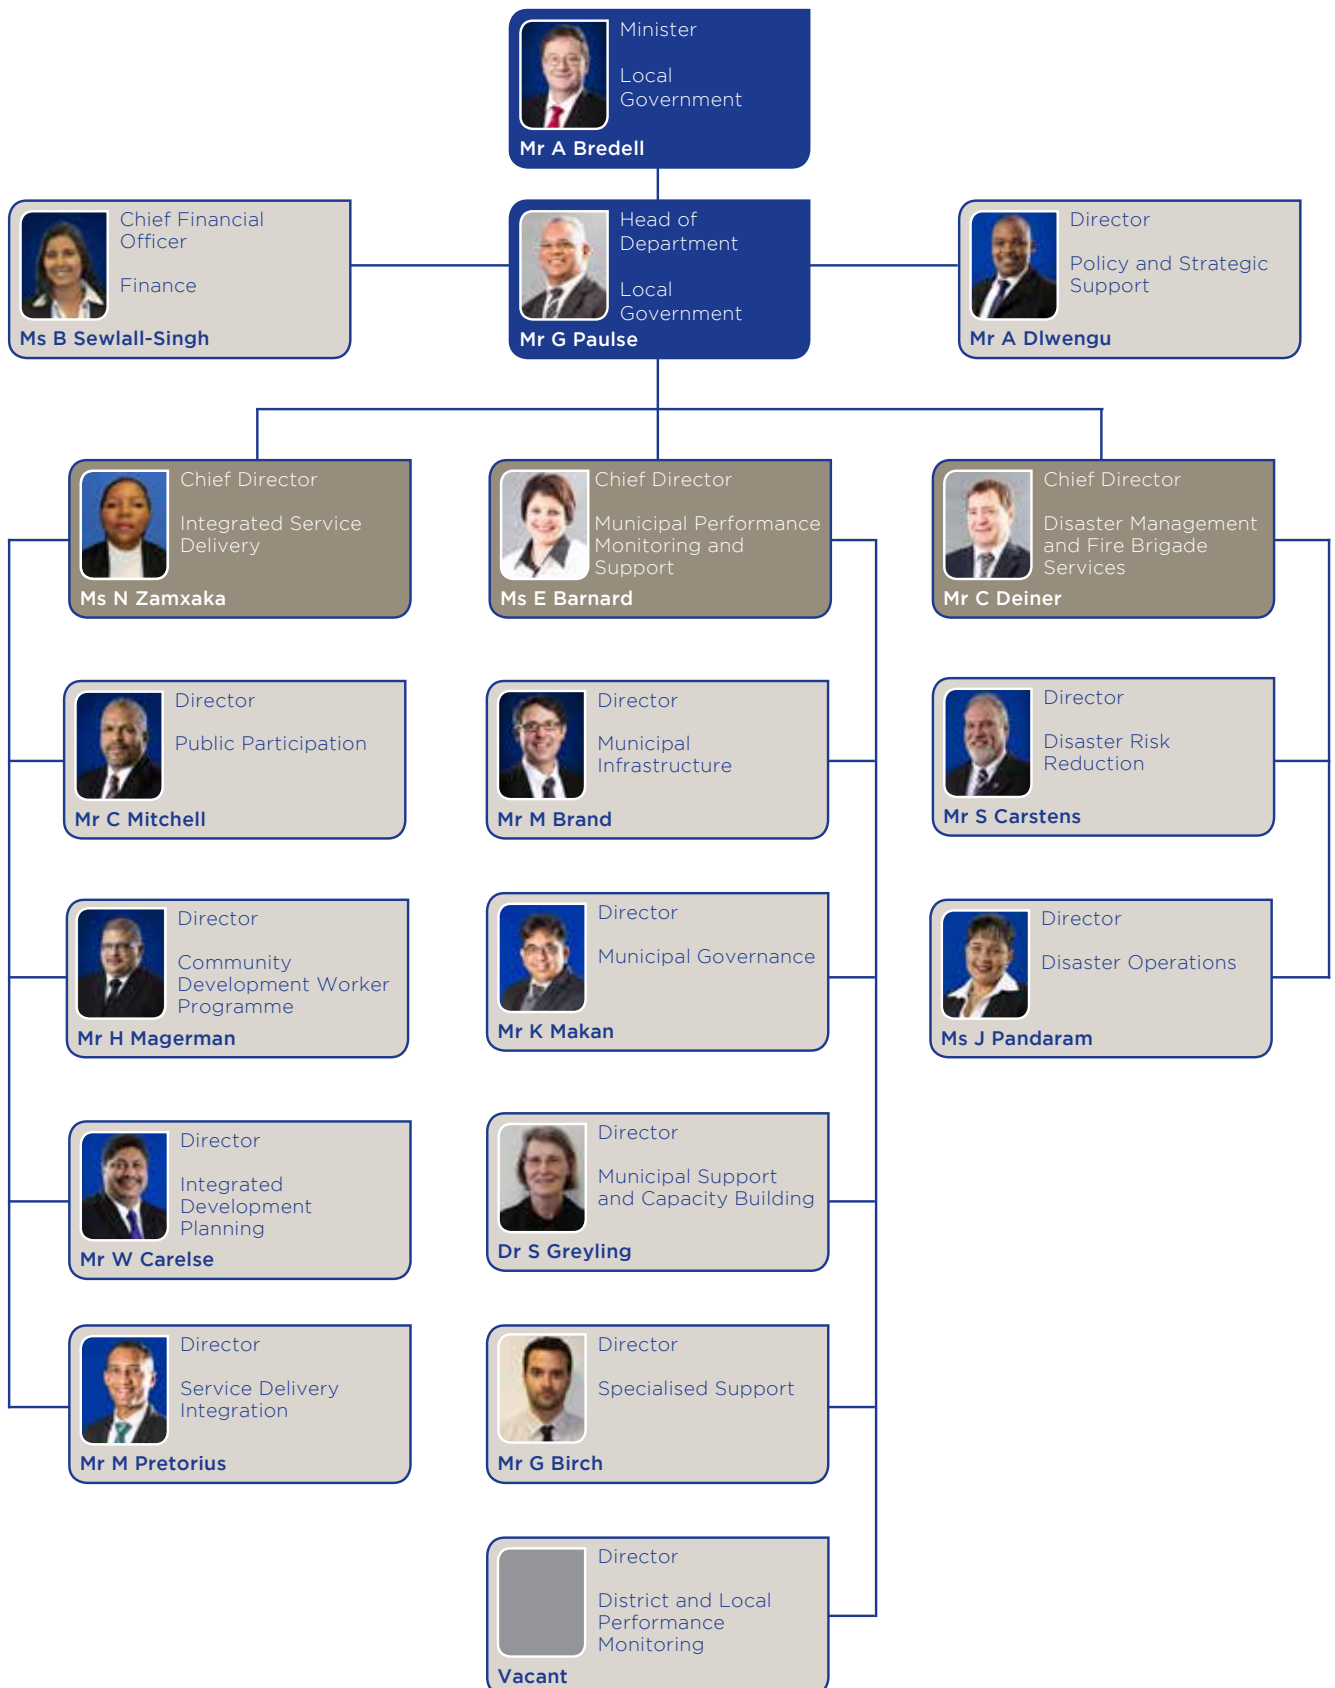 Minister
Local
Government
Mr A Bredell
Chief Financial
Officer
Finance
Ms B Sewlall-Singh
Head of
Department
Local
Government
Mr G Paulse
Director
Policy and Strategic
Support
Mr A Dlwengu
Chief Director
Integrated Service
Delivery
Ms N Zamxaka
Chief Director
Municipal Performance
Monitoring and
Support
Ms E Barnard
Chief Director
Disaster Management
and Fire Brigade
Services
Mr C Deiner
Director
Public Participation
Mr C Mitchell
Director
Municipal
Infrastructure
Mr M Brand
Director
Disaster Risk
Reduction
Mr S Carstens
Director
Community
Development Worker
Programme
Mr H Magerman
Director
Municipal Governance
Mr K Makan
Director
Disaster Operations
Ms J Pandaram
Director
Integrated
Development
Planning
Mr W Carelse
Director
Municipal Support
and Capacity Building
Dr S Greyling
Director
Service Delivery
Integration
Mr M Pretorius
Director
Specialised Support
Mr G Birch
Director
District and Local
Performance
Monitoring
Vacant